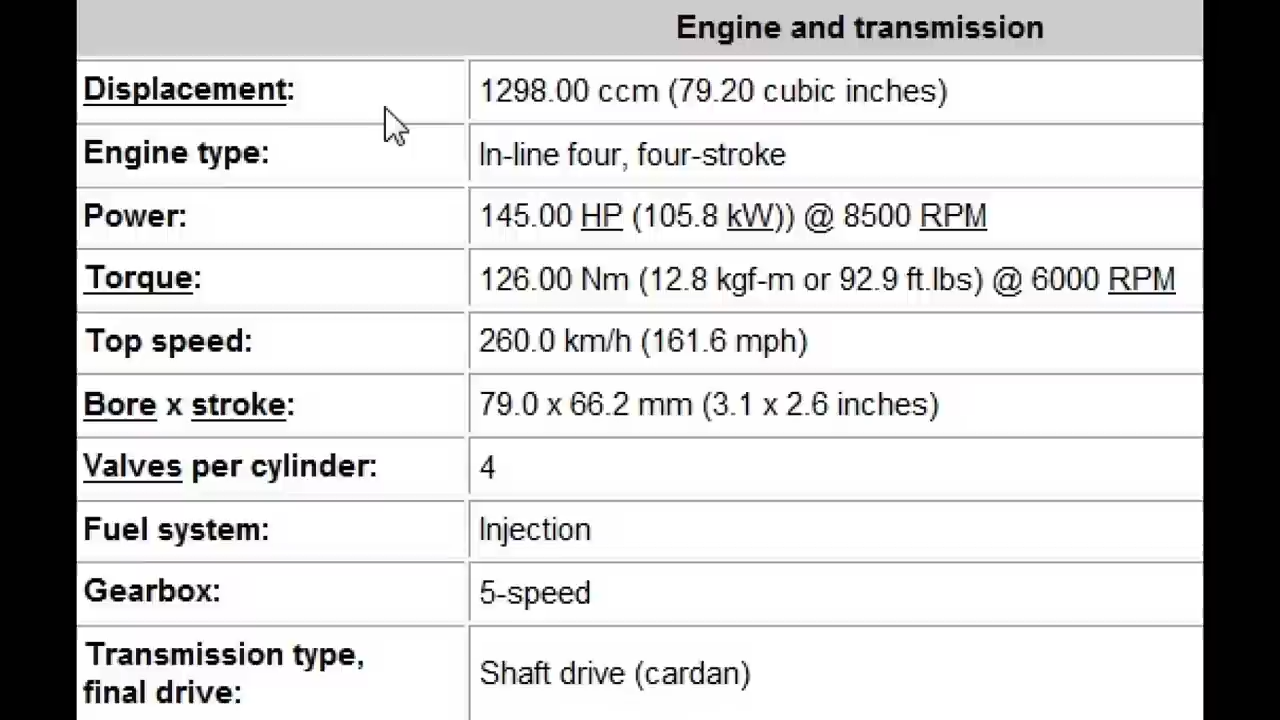 Engine and transmission
Displacement: 1298.00 ccm (79.20 cubic inches)
Engine type: In-line four, four-stroke
Power: 145.00 HP (105.8 kW)) @ 8500 RPM
Torque: 126.00 Nm (12.8 kgf-m or 92.9 ft.lbs) @ 6000 RPM
Top speed: 260.0 km/h (161.6 mph)
Bore x stroke: 79.0 x 66.2 mm (3.1 x 2.6 inches)
Valves per cylinder: 4
Fuel system: Injection
Gearbox: 5-speed
Transmission type,
final drive: Shaft drive (cardan)